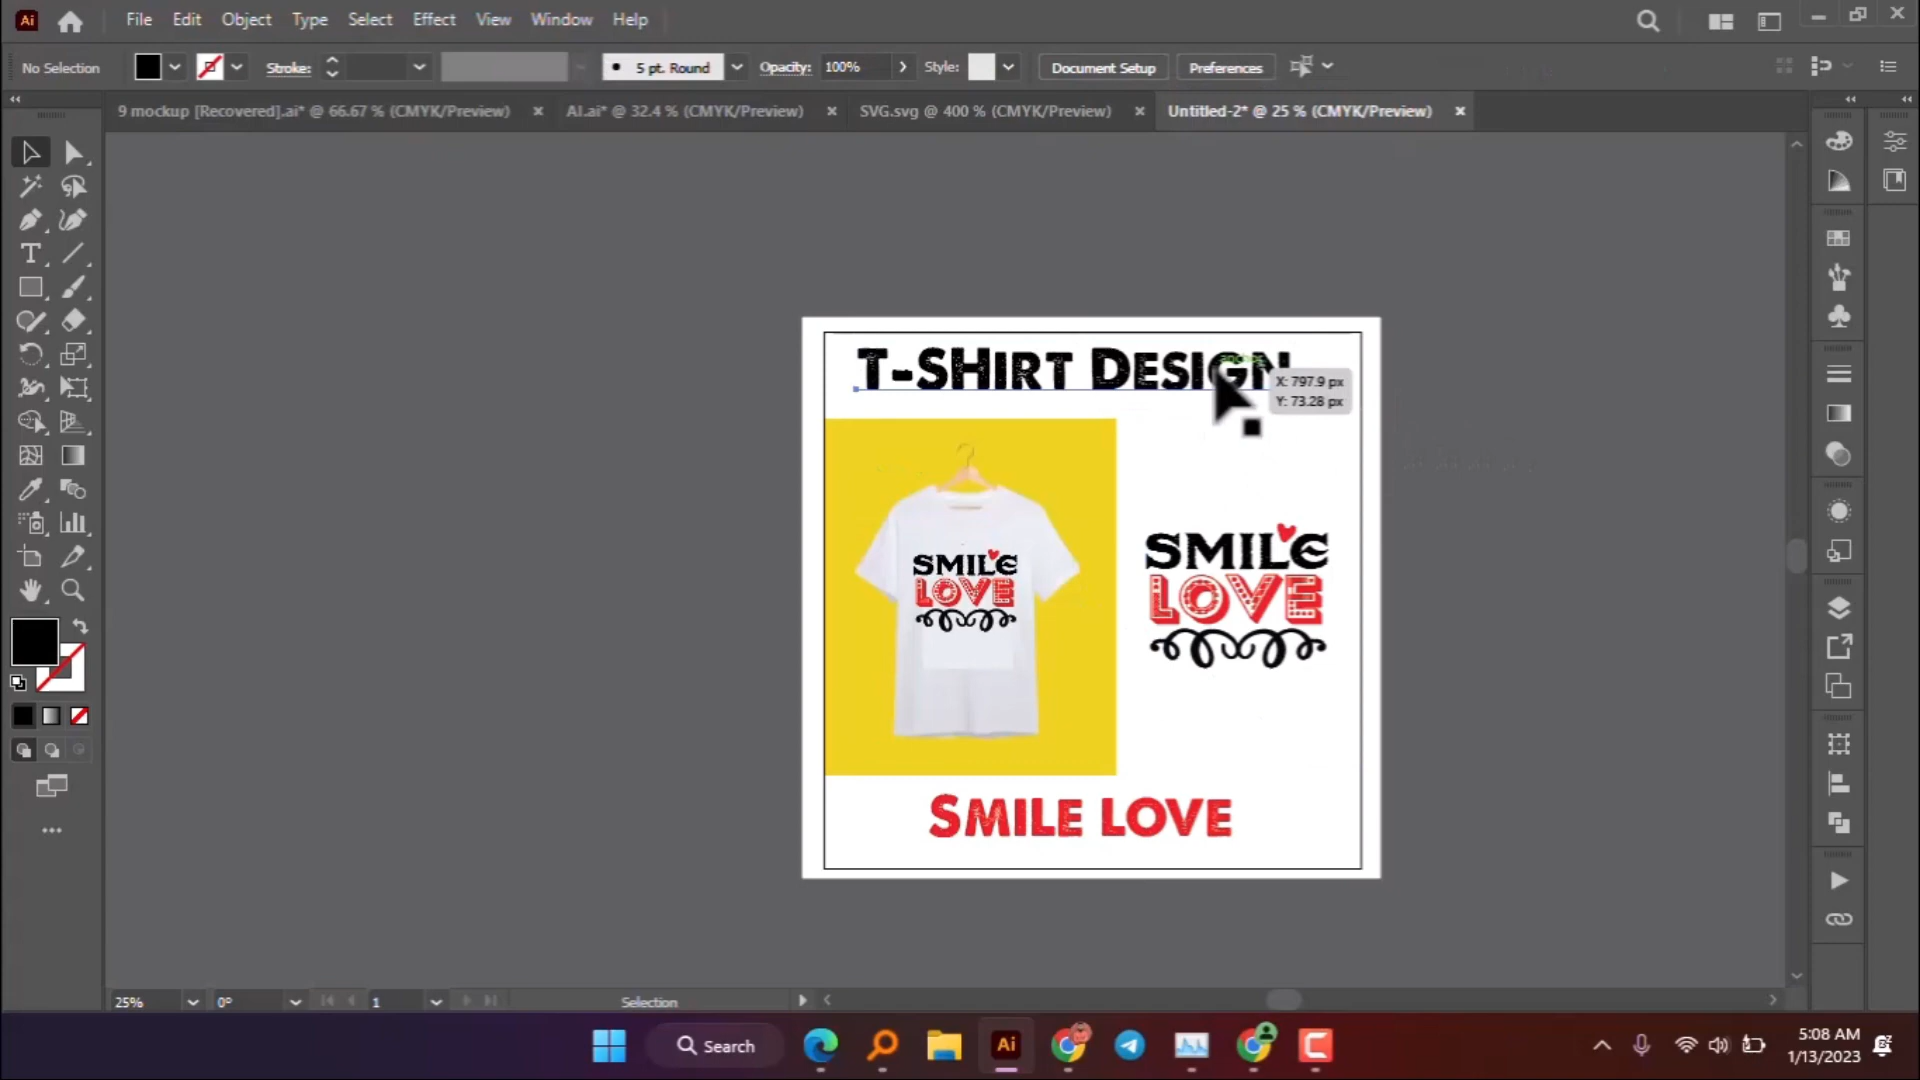 Ai File Edit Object Type Select Effect View Window Help
No Selection Stroke: 5 pt. Round Opacity: 100% Style: Document Setup Preferences
9 mockup [Recovered].ai* @ 66.67 % (CMYK/Preview) AI.ai* @ 32.4 % (CMYK/Preview) SVG.svg @ 400 % (CMYK/Preview) Untitled-2* @ 25 % (CMYK/Preview)
T-SHIRT DESIGN
anchor
X: 797.9 px
Y: 73.28 px
SMILE
LOVE
SMILE
LOVE
SMILE LOVE
25% 0° 1 Selection
Search Ai
5:08 AM
1/13/2023